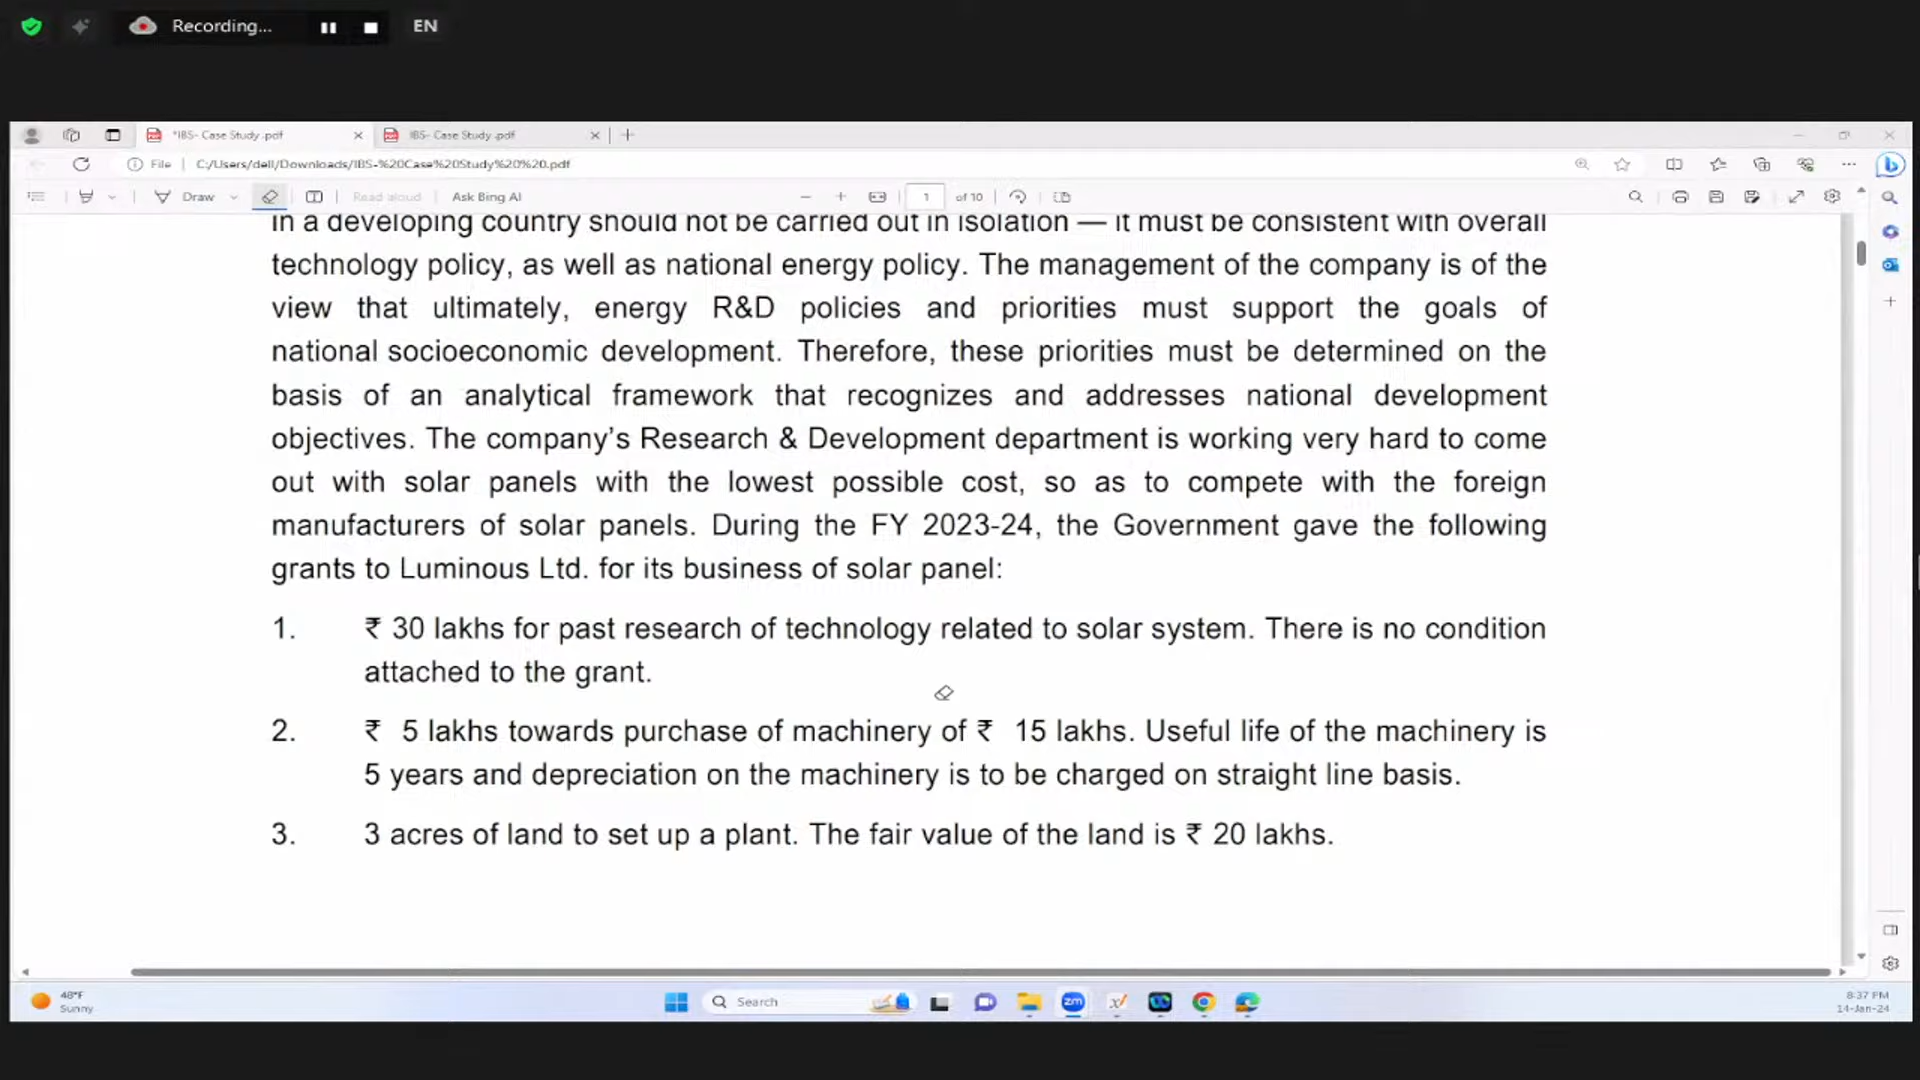 Recording...
EN
*IBS- Case Study .pdf
IBS- Case Study .pdf
File
C:/Users/dell/Downloads/IBS-%20Case%20Study%20%20.pdf
Draw
Read aloud
Ask Bing AI
1
of 10
In a developing country should not be carried out in isolation — it must be consistent with overall
technology policy, as well as national energy policy. The management of the company is of the
view that ultimately, energy R&D policies and priorities must support the goals of
national socioeconomic development. Therefore, these priorities must be determined on the
basis of an analytical framework that recognizes and addresses national development
objectives. The company’s Research & Development department is working very hard to come
out with solar panels with the lowest possible cost, so as to compete with the foreign
manufacturers of solar panels. During the FY 2023-24, the Government gave the following
grants to Luminous Ltd. for its business of solar panel:
1. ₹ 30 lakhs for past research of technology related to solar system. There is no condition
attached to the grant.
2. ₹ 5 lakhs towards purchase of machinery of ₹ 15 lakhs. Useful life of the machinery is
5 years and depreciation on the machinery is to be charged on straight line basis.
3. 3 acres of land to set up a plant. The fair value of the land is ₹ 20 lakhs.
48°F
Sunny
Search
zm
8:37 PM
14-Jan-24